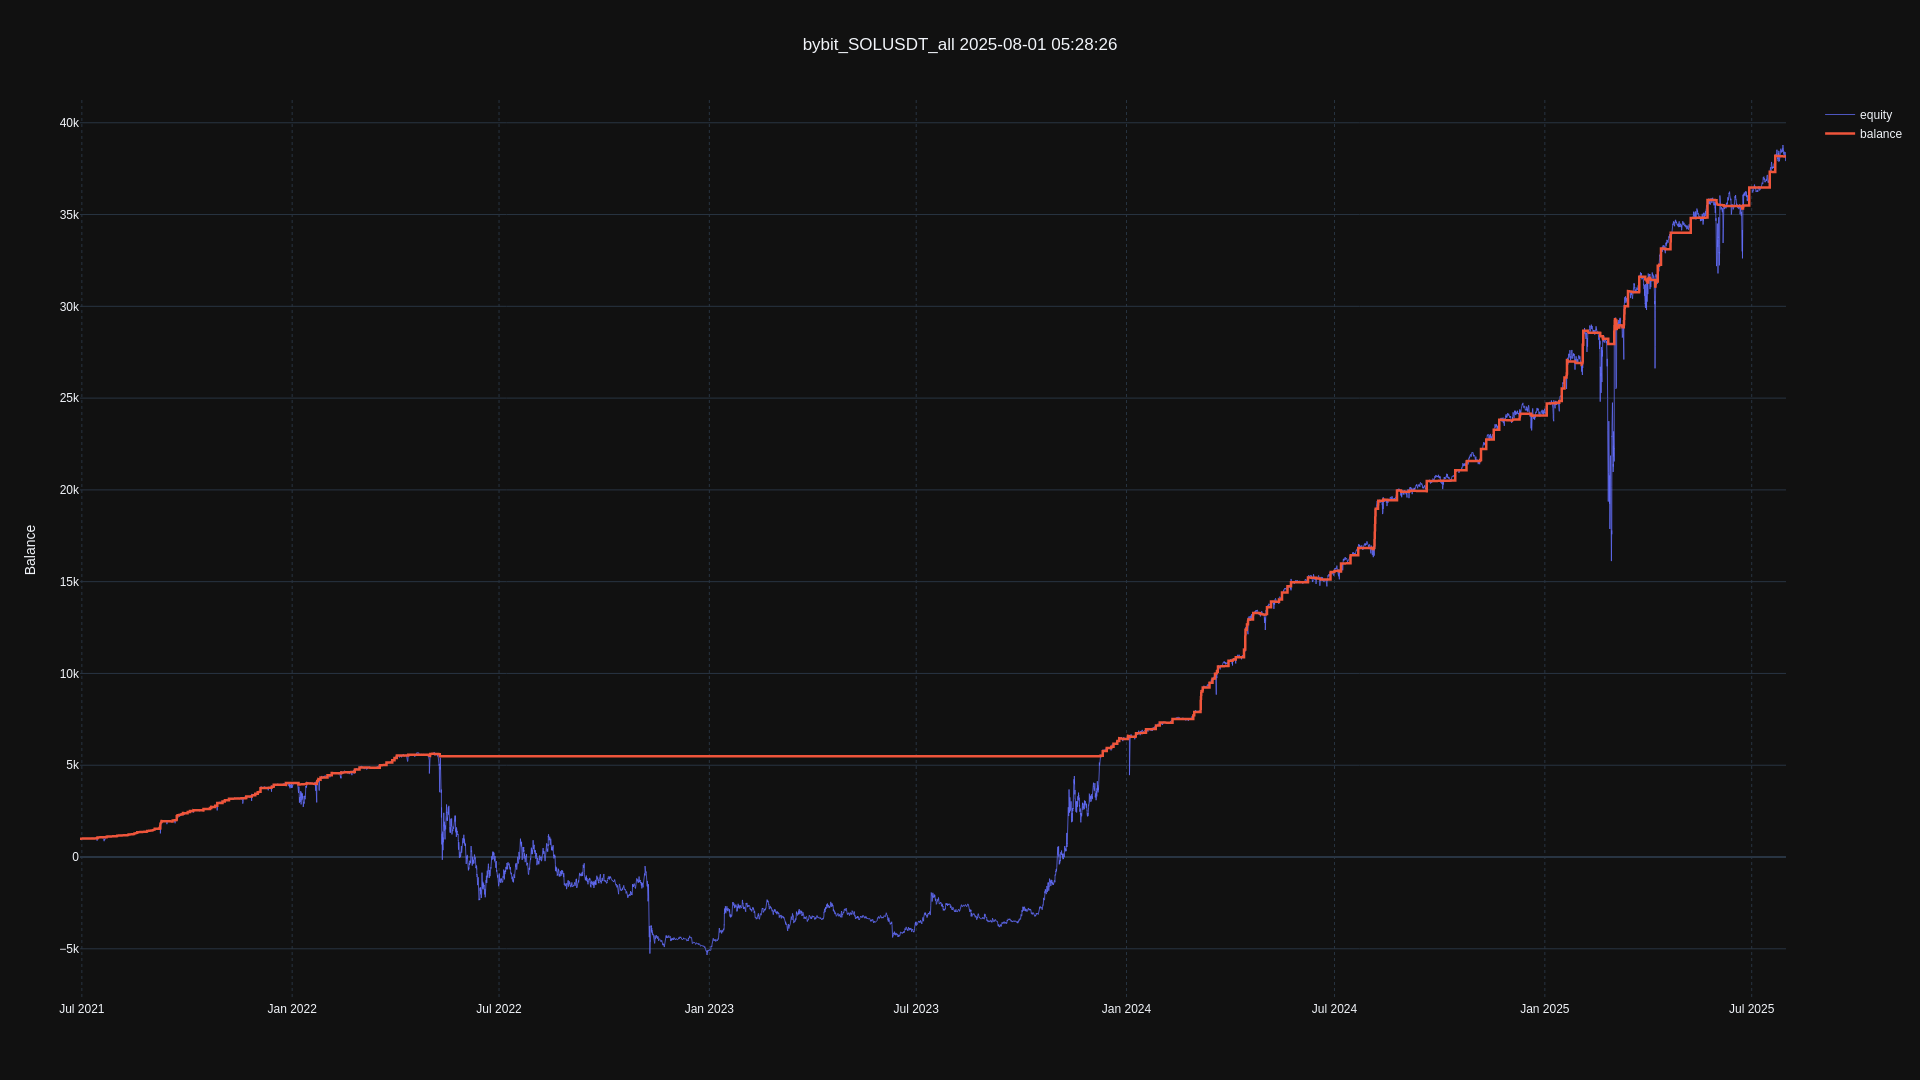 bybit_SOLUSDT_all 2025-08-01 05:28:26
equity
balance
40k
35k
30k
25k
20k
15k
10k
5k
0
−5k
Balance
Jul 2021
Jan 2022
Jul 2022
Jan 2023
Jul 2023
Jan 2024
Jul 2024
Jan 2025
Jul 2025